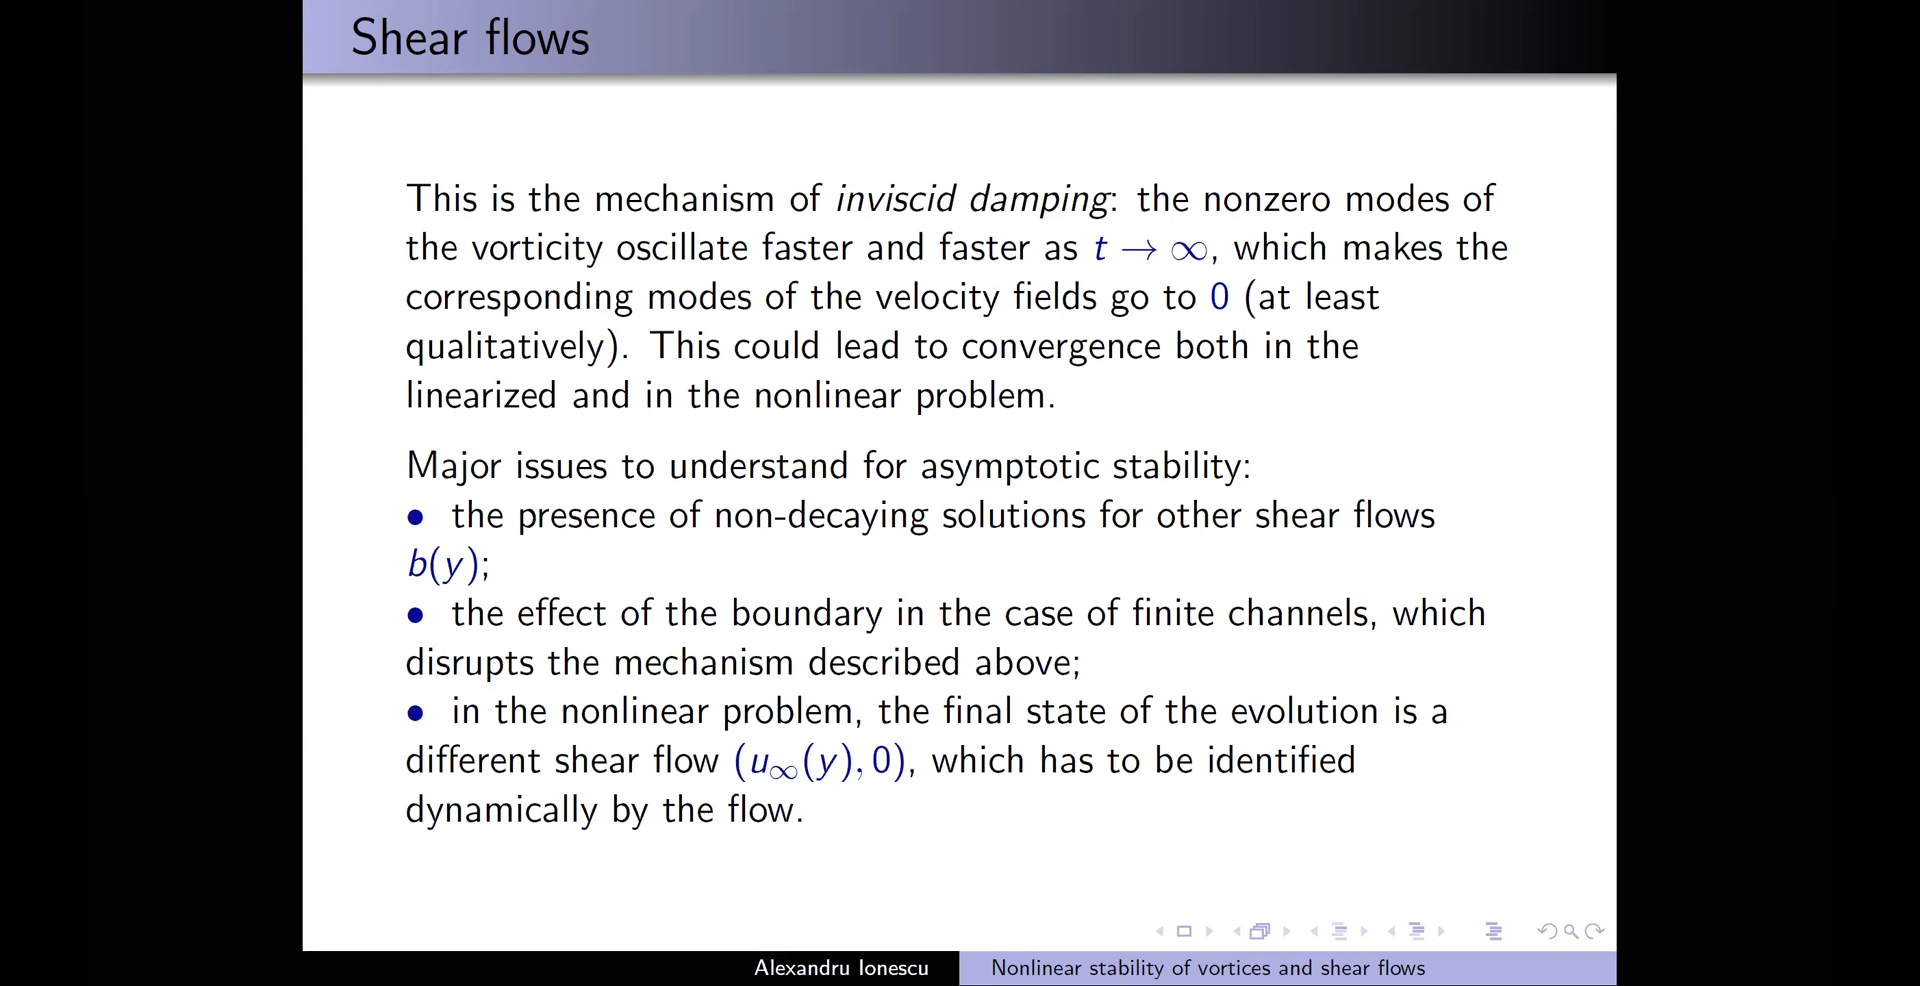 Shear flows
This is the mechanism of inviscid damping: the nonzero modes of
the vorticity oscillate faster and faster as t → ∞, which makes the
corresponding modes of the velocity fields go to 0 (at least
qualitatively). This could lead to convergence both in the
linearized and in the nonlinear problem.
Major issues to understand for asymptotic stability:
• the presence of non-decaying solutions for other shear flows
b(y);
• the effect of the boundary in the case of finite channels, which
disrupts the mechanism described above;
• in the nonlinear problem, the final state of the evolution is a
different shear flow (u∞(y), 0), which has to be identified
dynamically by the flow.
Alexandru Ionescu
Nonlinear stability of vortices and shear flows